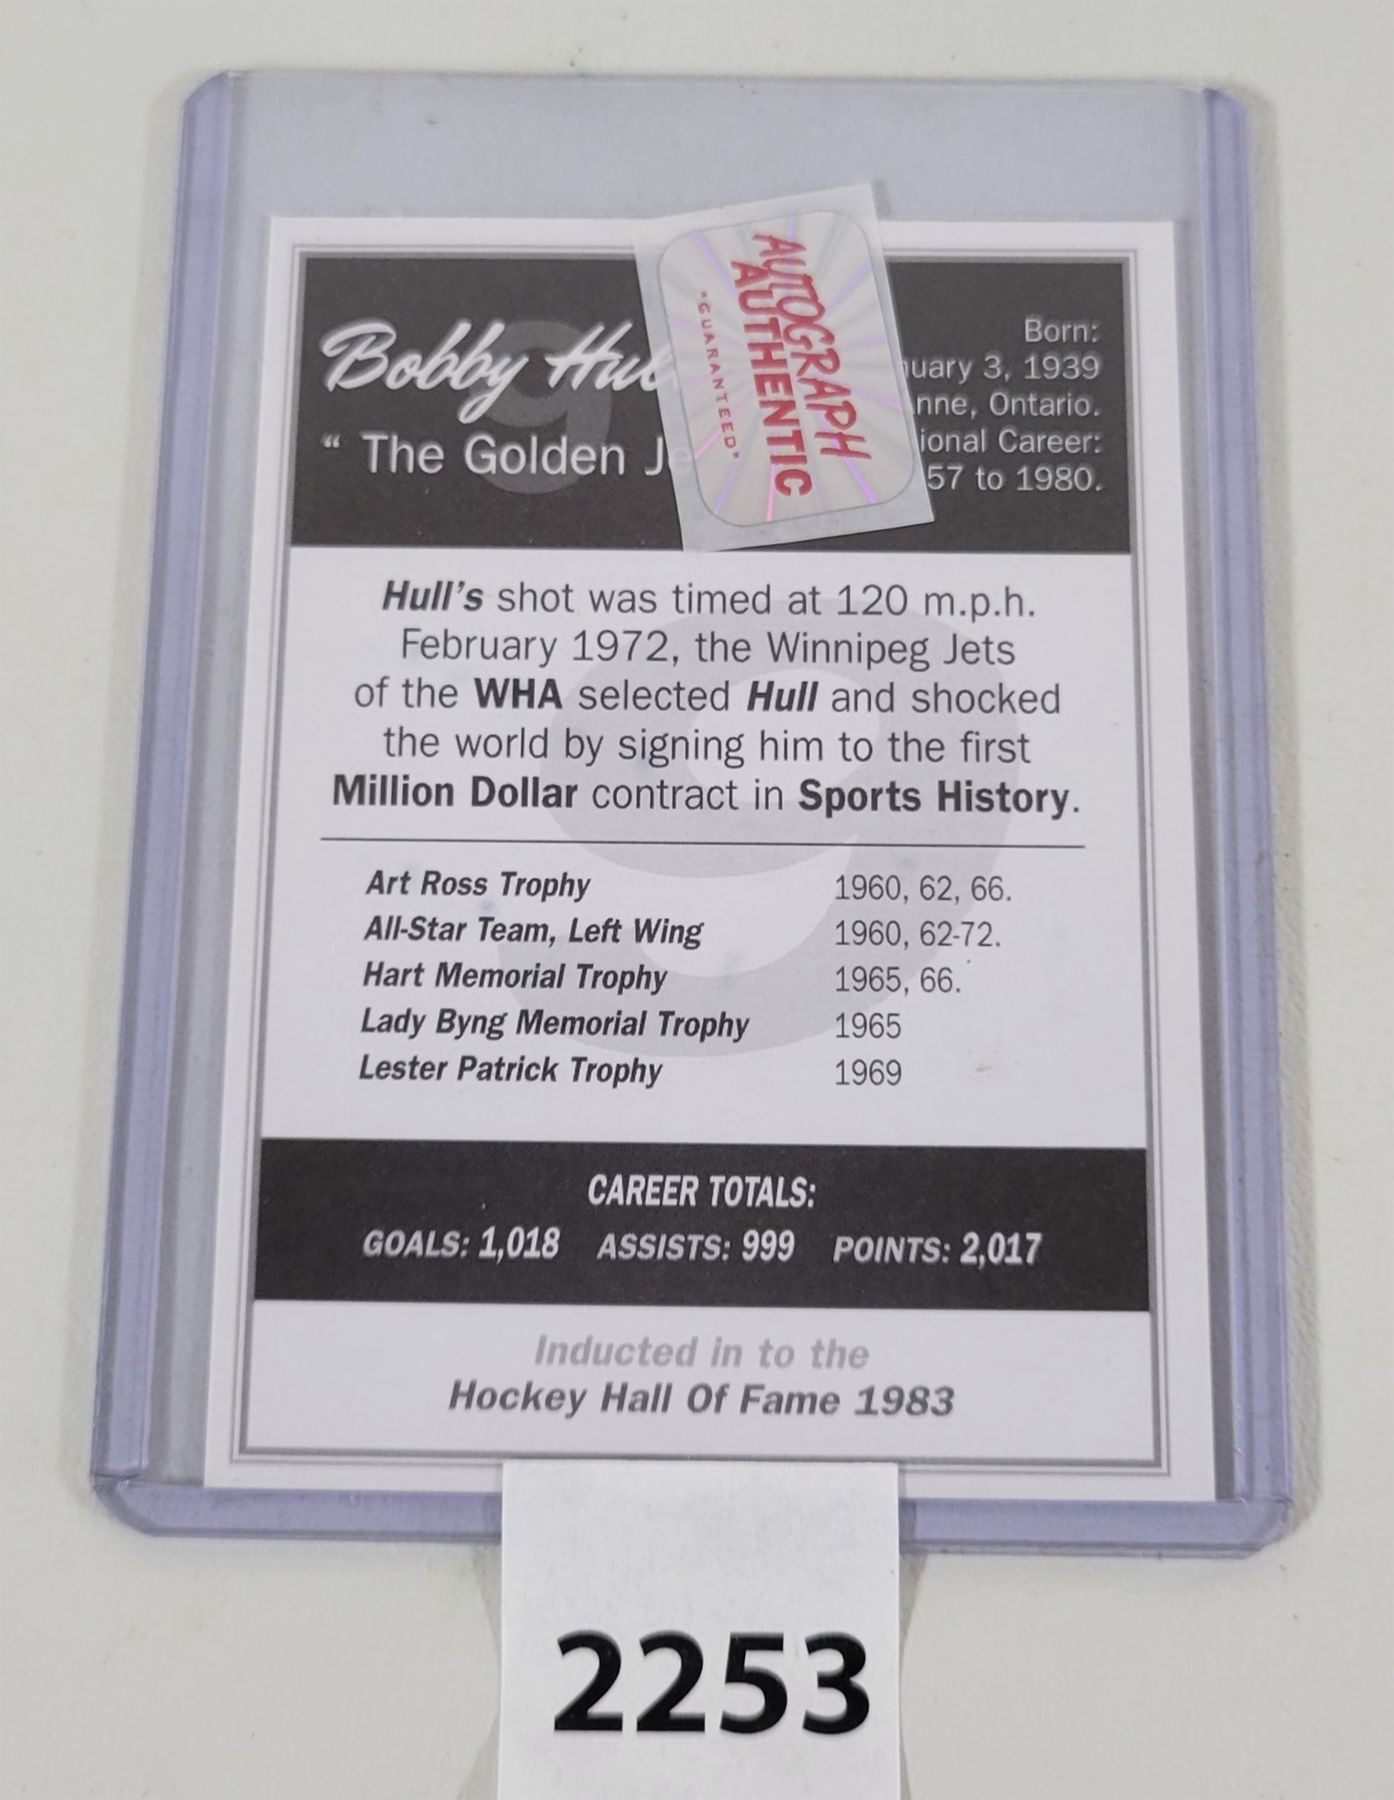 Bobby Hul
" The Golden Je
AUTOGRAPH
AUTHENTIC
"GUARANTEED"
Born:
uary 3, 1939
nne, Ontario.
ional Career:
57 to 1980.
Hull's shot was timed at 120 m.p.h.
February 1972, the Winnipeg Jets
of the WHA selected Hull and shocked
the world by signing him to the first
Million Dollar contract in Sports History.
Art Ross Trophy 1960, 62, 66.
All-Star Team, Left Wing 1960, 62-72.
Hart Memorial Trophy 1965, 66.
Lady Byng Memorial Trophy 1965
Lester Patrick Trophy 1969
CAREER TOTALS:
GOALS: 1,018 ASSISTS: 999 POINTS: 2,017
Inducted in to the
Hockey Hall Of Fame 1983
2253